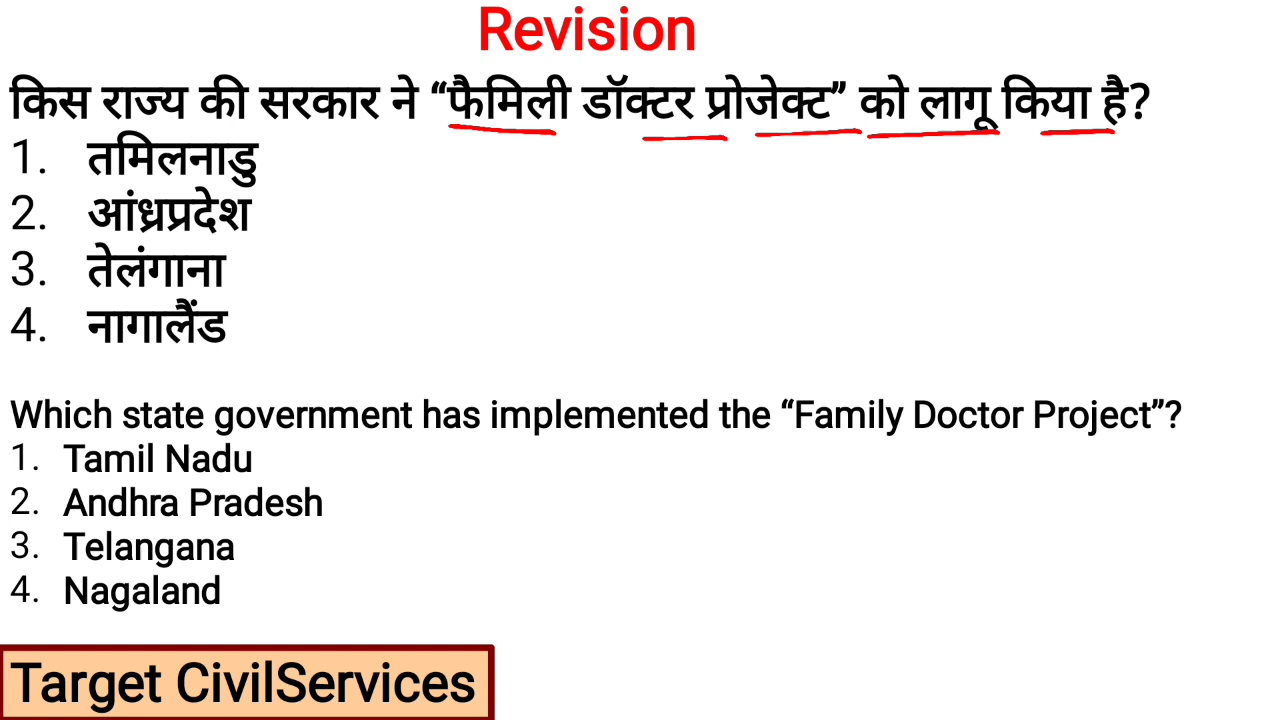 Revision
किस राज्य की सरकार ने “फैमिली डॉक्टर प्रोजेक्ट” को लागू किया है?
1. तमिलनाडु
2. आंध्रप्रदेश
3. तेलंगाना
4. नागालैंड
Which state government has implemented the “Family Doctor Project”?
1. Tamil Nadu
2. Andhra Pradesh
3. Telangana
4. Nagaland
Target CivilServices